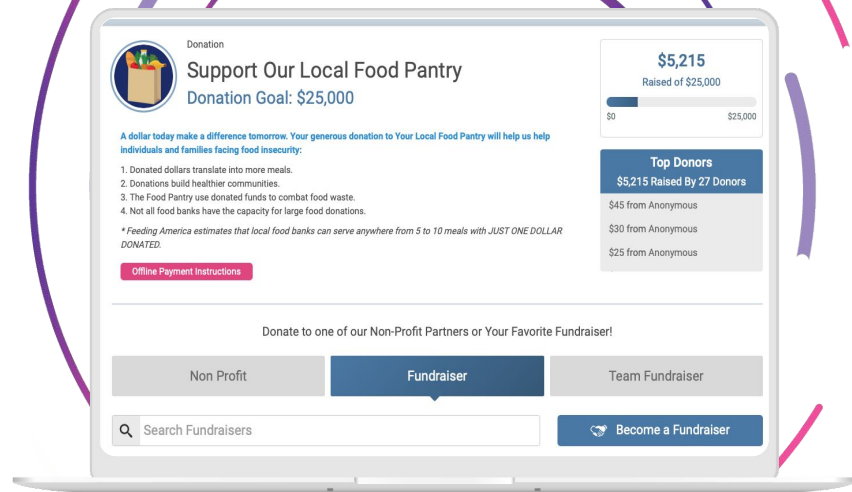 Donation
Support Our Local Food Pantry
Donation Goal: $25,000
A dollar today make a difference tomorrow. Your generous donation to Your Local Food Pantry will help us help
individuals and families facing food insecurity:
1. Donated dollars translate into more meals.
2. Donations build healthier communities.
3. The Food Pantry use donated funds to combat food waste.
4. Not all food banks have the capacity for large food donations.
* Feeding America estimates that local food banks can serve anywhere from 5 to 10 meals with JUST ONE DOLLAR
DONATED.
Offline Payment Instructions
$5,215
Raised of $25,000
$0 $25,000
Top Donors
$5,215 Raised By 27 Donors
$45 from Anonymous
$30 from Anonymous
$25 from Anonymous
Donate to one of our Non-Profit Partners or Your Favorite Fundraiser!
Non Profit Fundraiser Team Fundraiser
Search Fundraisers Become a Fundraiser